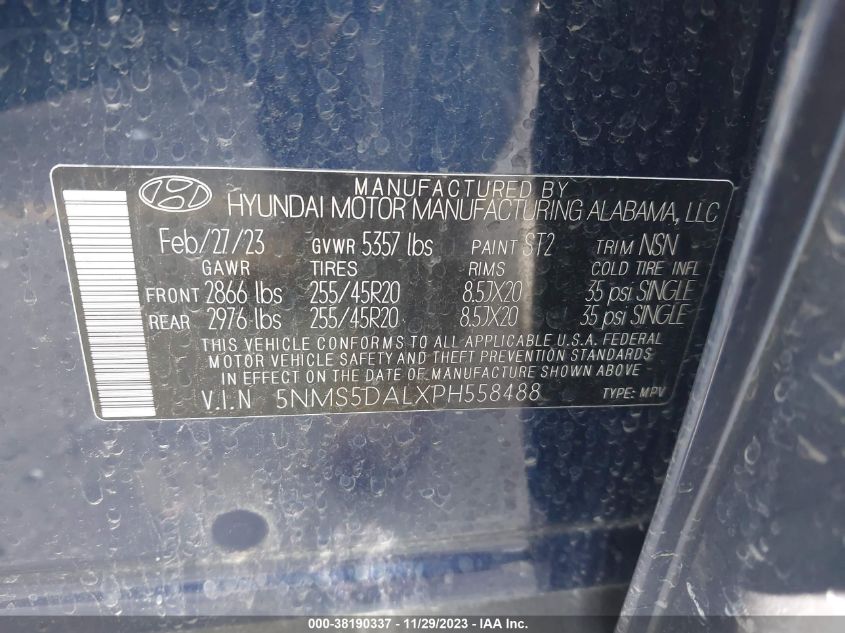 MANUFACTURED BY
HYUNDAI MOTOR MANUFACTURING ALABAMA, LLC
Feb/27/23 GVWR 5357 lbs PAINT ST2 TRIM NSN
GAWR TIRES RIMS COLD TIRE INFL
FRONT 2866 lbs 255/45R20 8.5JX20 35 psi SINGLE
REAR 2976 lbs 255/45R20 8.5JX20 35 psi SINGLE
THIS VEHICLE CONFORMS TO ALL APPLICABLE U.S.A. FEDERAL
MOTOR VEHICLE SAFETY AND THEFT PREVENTION STANDARDS
IN EFFECT ON THE DATE OF MANUFACTURE SHOWN ABOVE
V.I.N 5NMS5DALXPH558488 TYPE: MPV
000-38190337 - 11/29/2023 - IAA Inc.